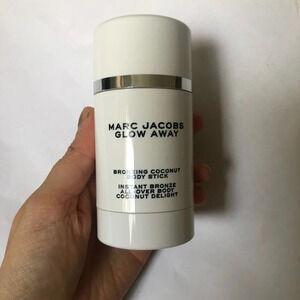 MARC JACOBS
GLOW AWAY
BRONZING COCONUT
BODY STICK
INSTANT BRONZE
ALL-OVER BODY
COCONUT DELIGHT